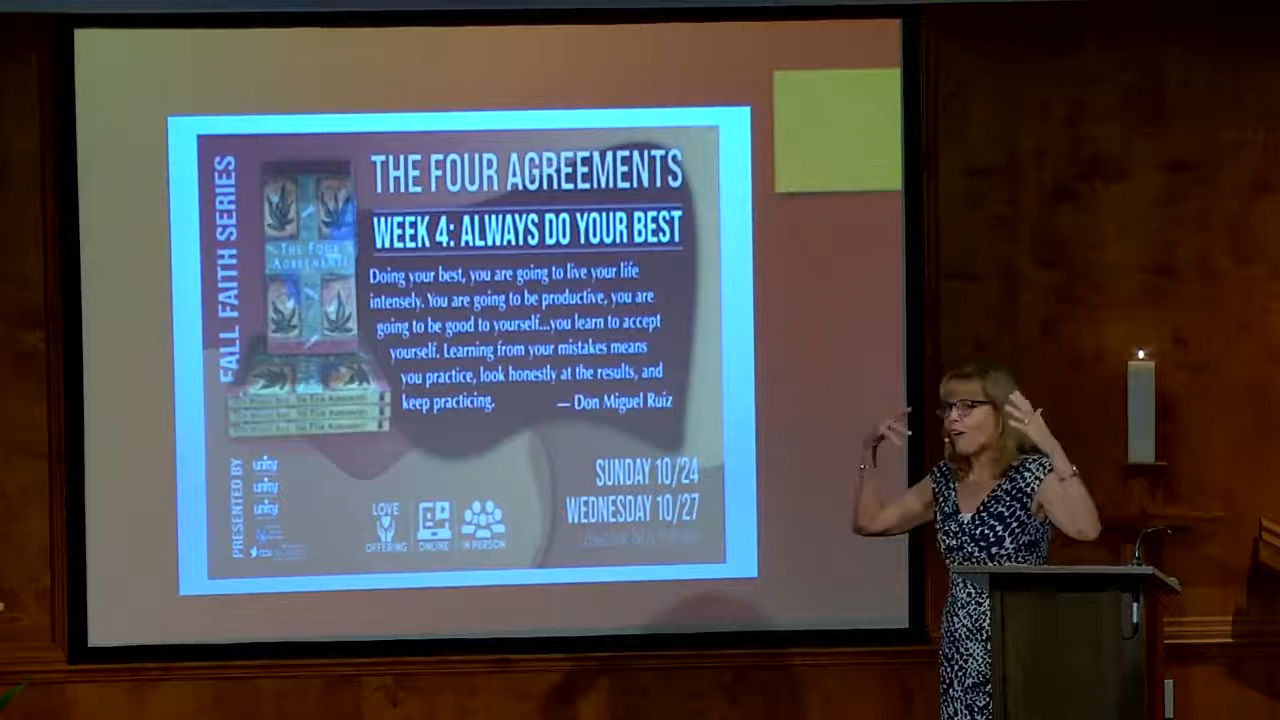 FALL FAITH SERIES
THE FOUR
AGREEMENTS
THE FOUR AGREEMENTS
WEEK 4: ALWAYS DO YOUR BEST
Doing your best, you are going to live your life
intensely. You are going to be productive, you are
going to be good to yourself...you learn to accept
yourself. Learning from your mistakes means
you practice, look honestly at the results, and
keep practicing. — Don Miguel Ruiz
PRESENTED BY
unity
unity
unity
LOVE
OFFERING
ONLINE
IN PERSON
SUNDAY 10/24
WEDNESDAY 10/27